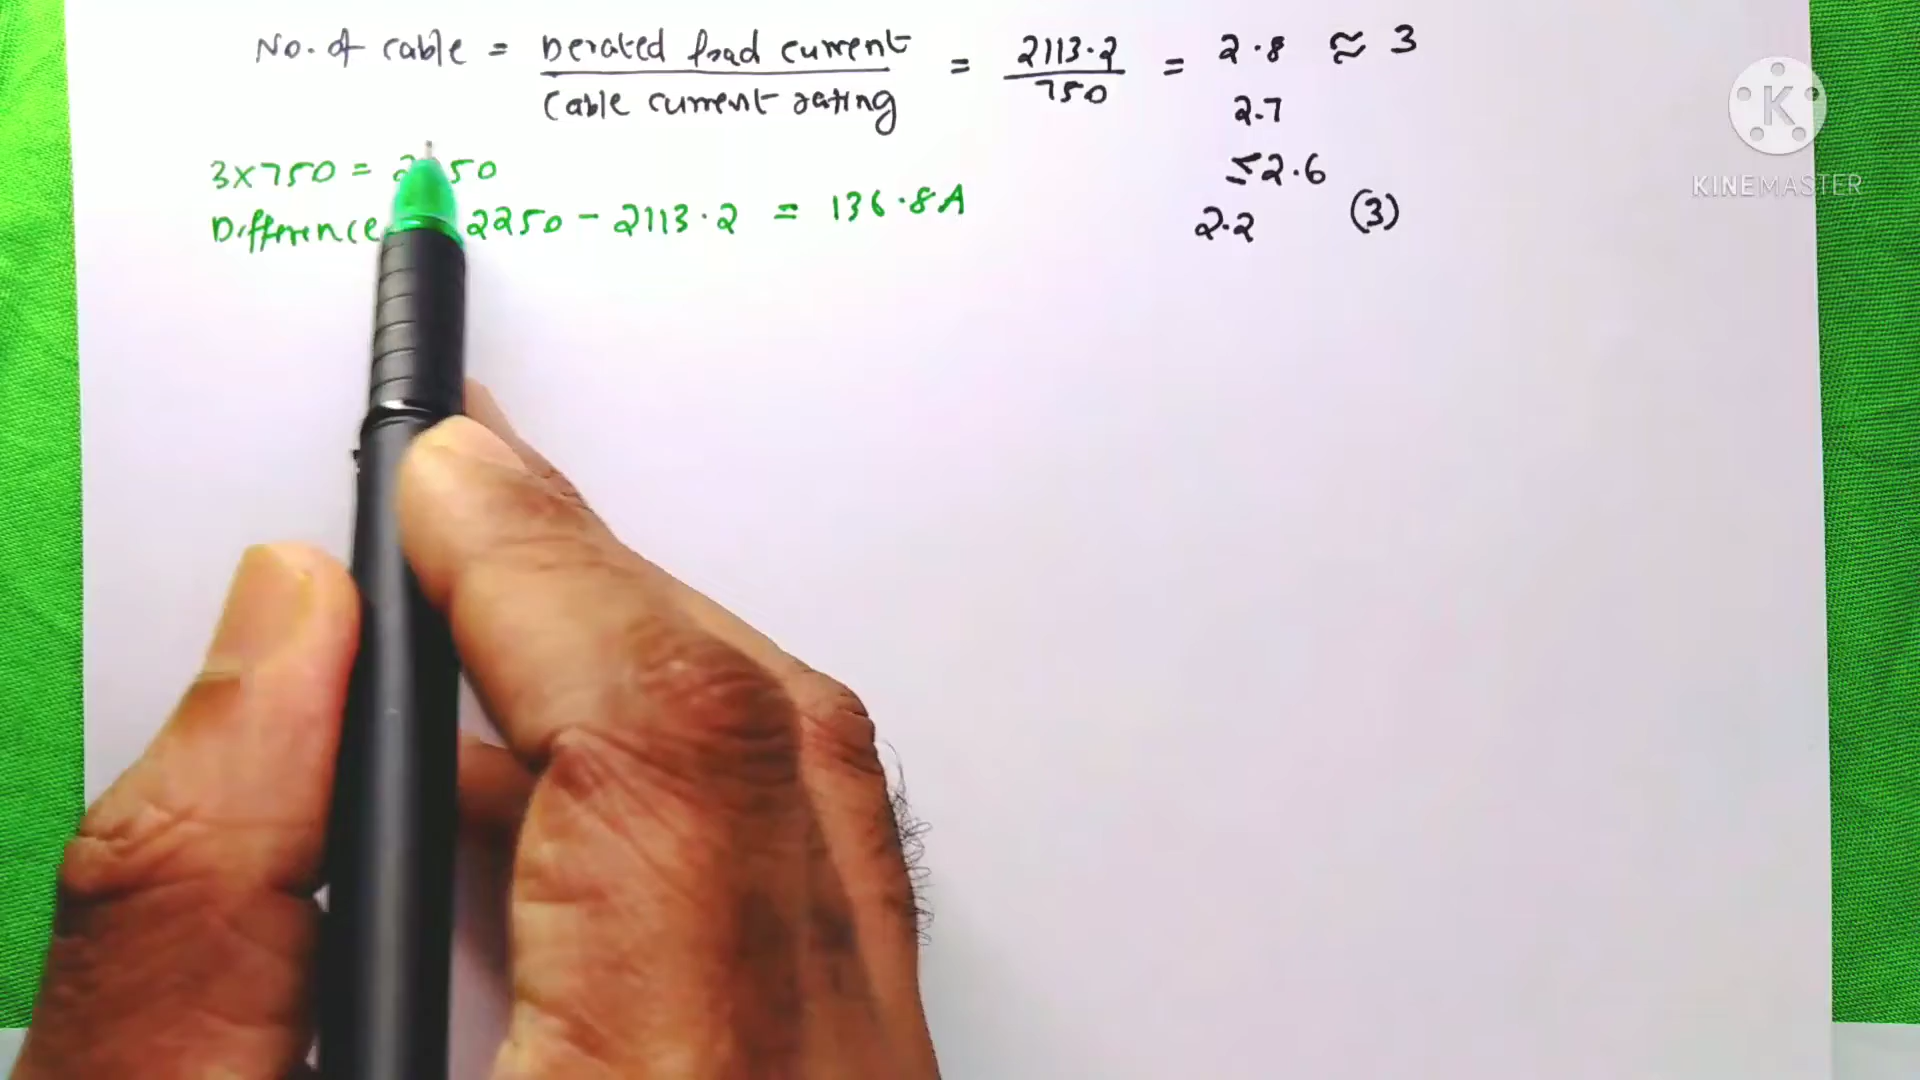 No. of cable = Derated load current / Cable current rating = 2113.2 / 750 = 2.8 ≈ 3
2.7
≤2.6
2.2 (3)
3×750 = 2 50
Difference 2250 - 2113.2 = 136.8A
KINEMASTER